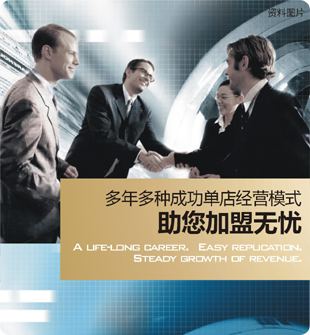 资料图片
多年多种成功单店经营模式
助您加盟无忧
A LIFE-LONG CAREER. EASY REPLICATION.
STEADY GROWTH OF REVENUE.